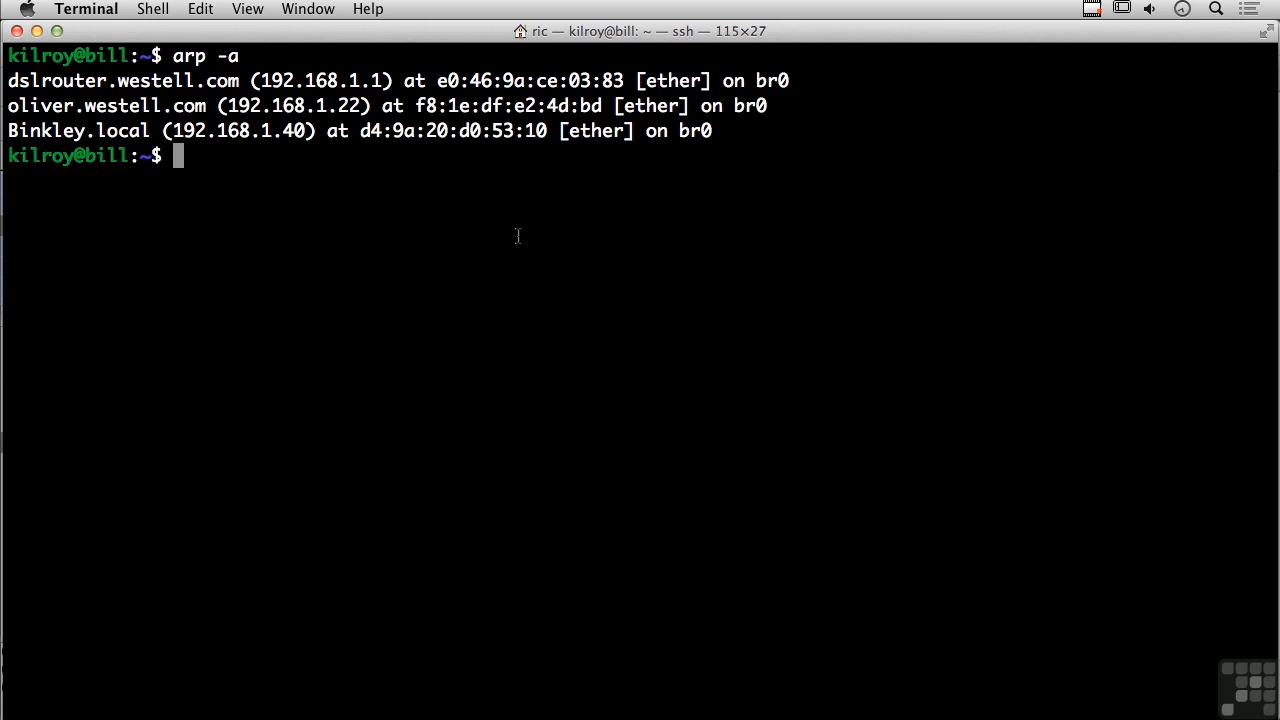 Terminal Shell Edit View Window Help
ric — kilroy@bill: ~ — ssh — 115×27
kilroy@bill:~$ arp -a
dslrouter.westell.com (192.168.1.1) at e0:46:9a:ce:03:83 [ether] on br0
oliver.westell.com (192.168.1.22) at f8:1e:df:e2:4d:bd [ether] on br0
Binkley.local (192.168.1.40) at d4:9a:20:d0:53:10 [ether] on br0
kilroy@bill:~$